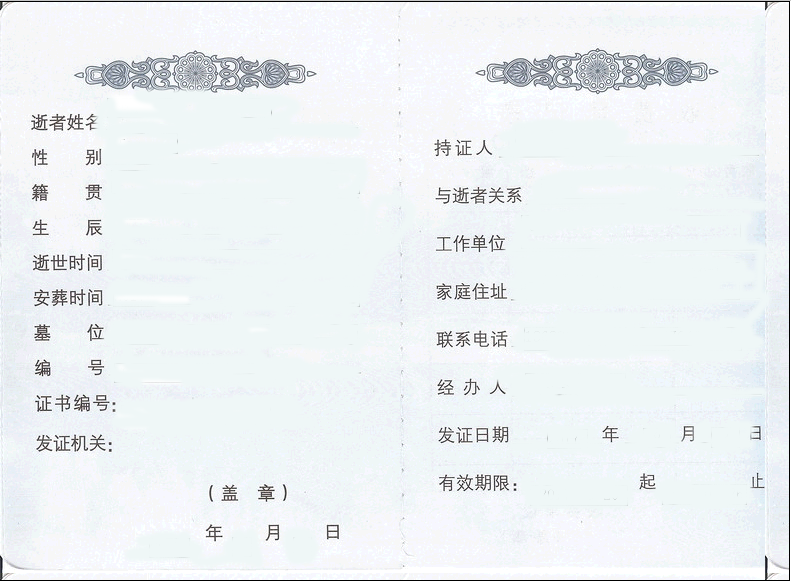 逝者姓名
性 别
籍 贯
生 辰
逝世时间
安葬时间
墓 位
编 号
证书编号：
发证机关：
（盖 章）
年 月 日
持证人
与逝者关系
工作单位
家庭住址
联系电话
经办人
发证日期 年 月 日
有效期限： 起 止